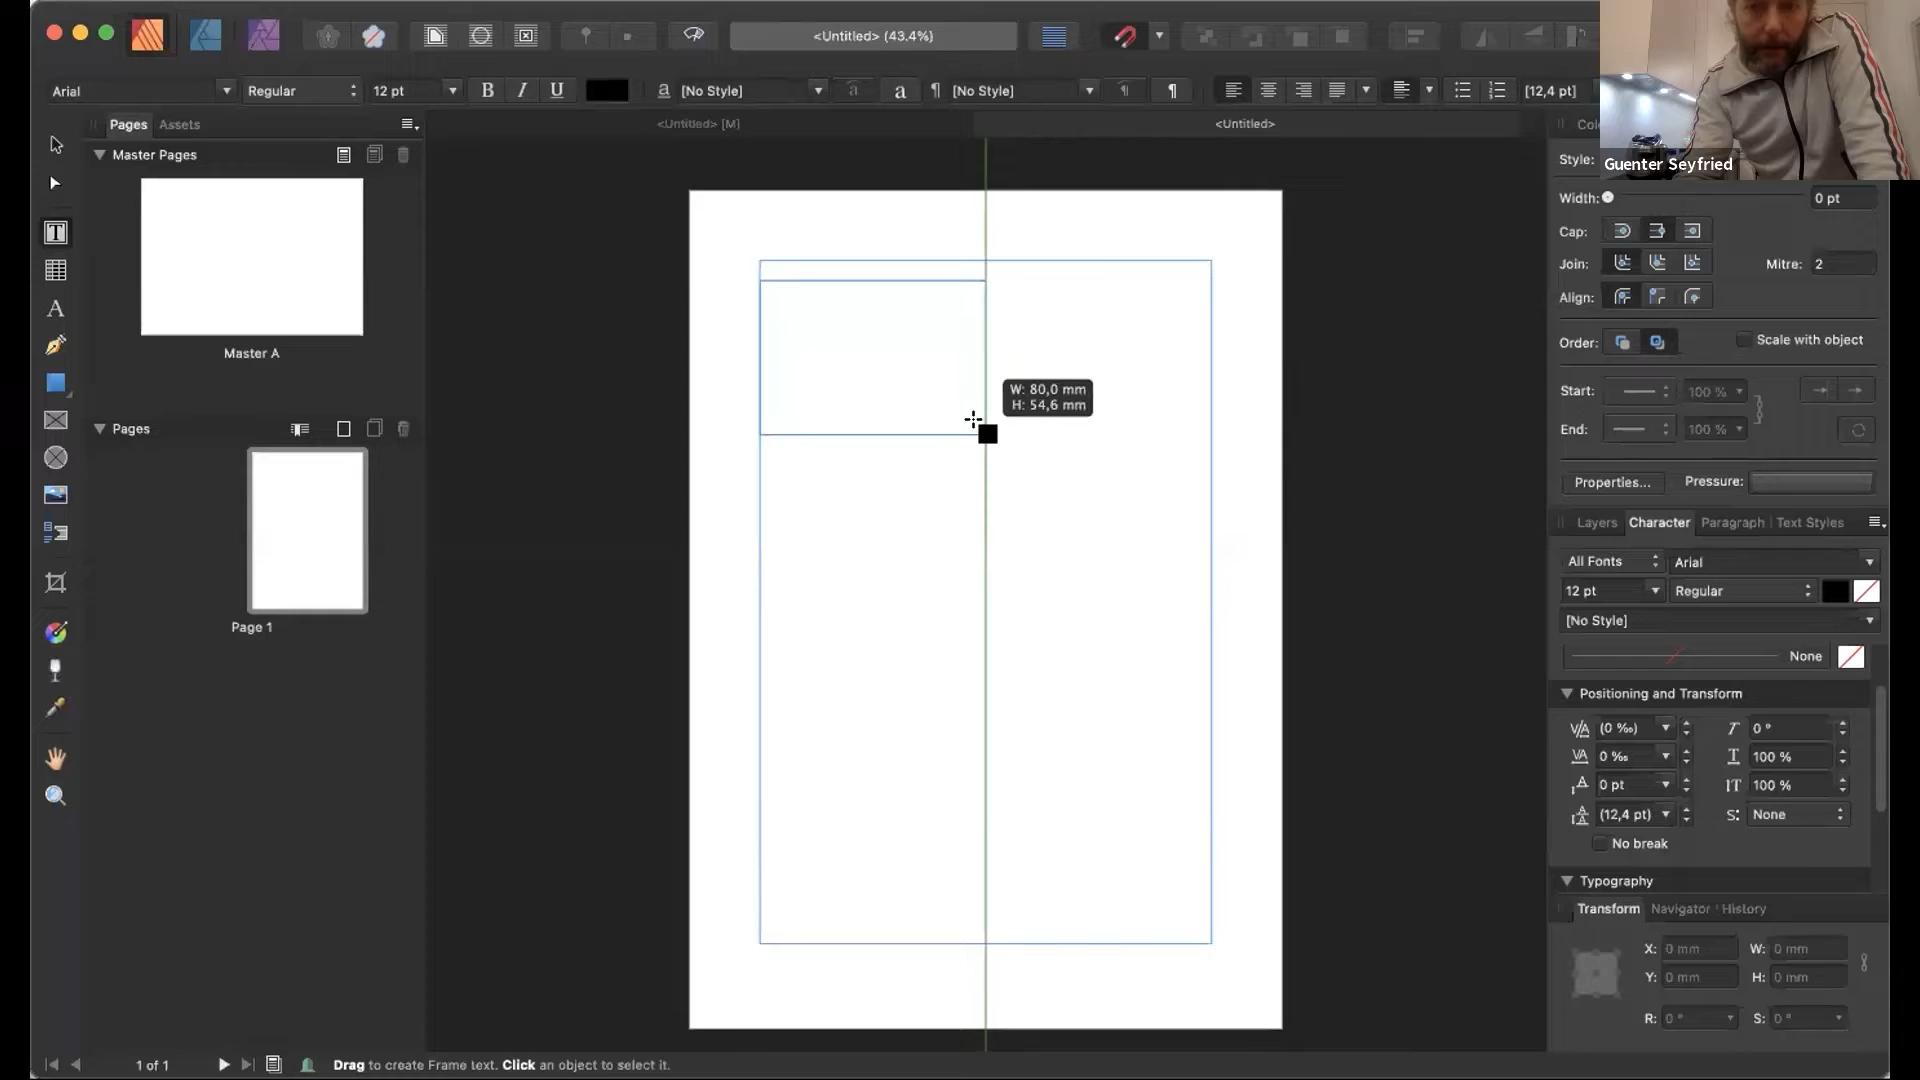 <Untitled> (43.4%)
Arial
Regular
12 pt
B I U
a [No Style]
a
a
¶ [No Style]
¶
¶
[12,4 pt]
Guenter Seyfried
Pages
Assets
<Untitled> [M]
<Untitled>
Master Pages
Master A
Pages
Page 1
W: 80,0 mm
H: 54,6 mm
Style:
Width:
0 pt
Cap:
Join:
Mitre: 2
Align:
Order:
Scale with object
Start:
100 %
End:
100 %
Properties...
Pressure:
Layers
Character
Paragraph
Text Styles
All Fonts
Arial
12 pt
Regular
[No Style]
None
Positioning and Transform
(0 ‰)
0 °
0 ‰
100 %
0 pt
100 %
(12,4 pt)
S: None
No break
Typography
Transform
Navigator
History
X: 0 mm
W: 0 mm
Y: 0 mm
H: 0 mm
R: 0 °
S: 0 °
1 of 1
Drag to create Frame text. Click an object to select it.